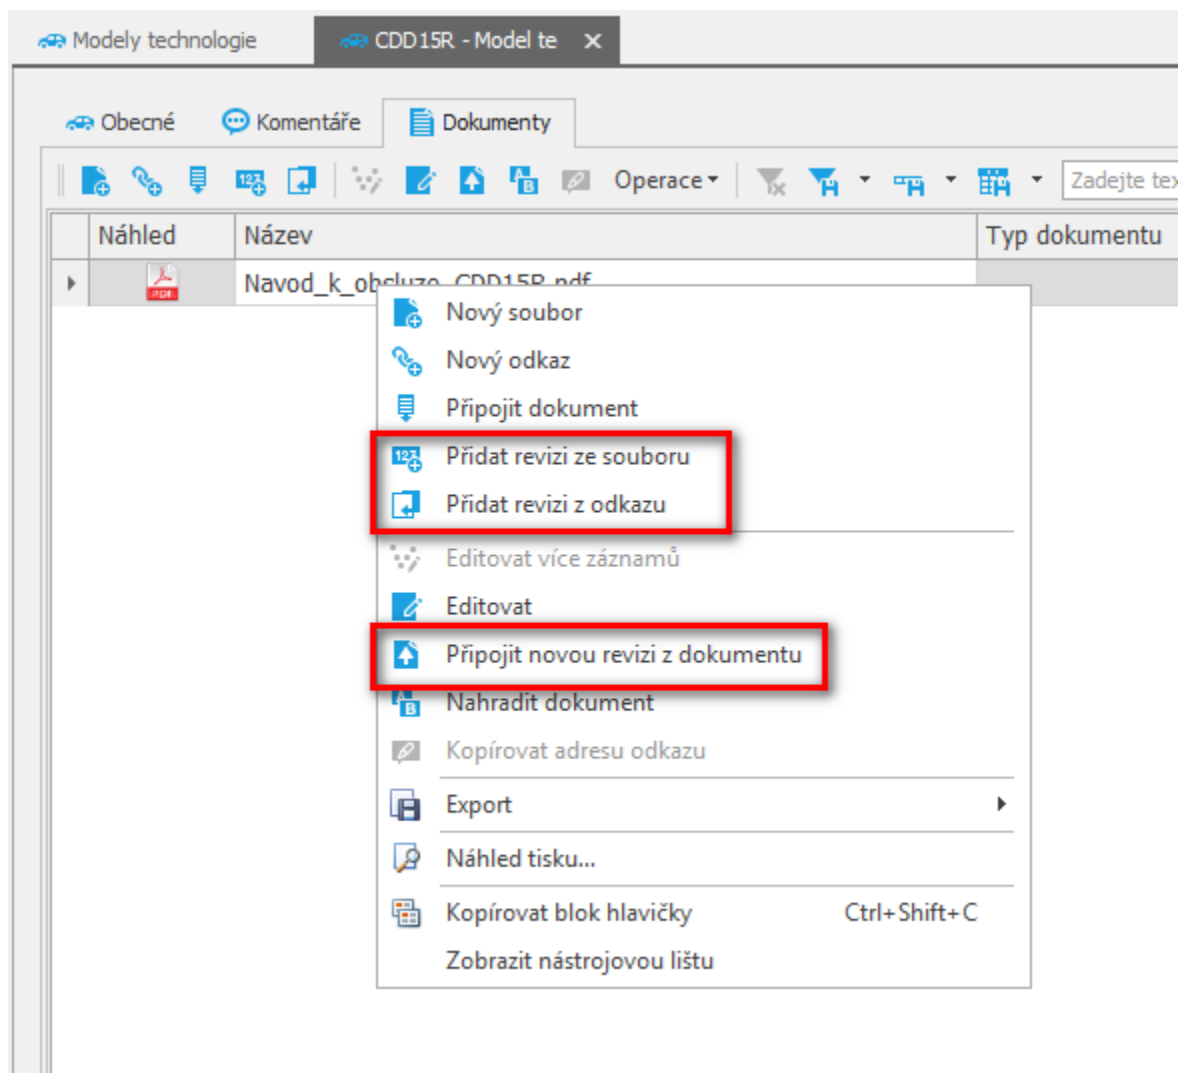 Modely technologie CDD15R - Model te
Obecné Komentáře Dokumenty
Operace Zadejte tex
Náhled Název Typ dokumentu
Navod_k_obsluze_CDD15R.pdf
Nový soubor
Nový odkaz
Připojit dokument
Přidat revizi ze souboru
Přidat revizi z odkazu
Editovat více záznamů
Editovat
Připojit novou revizi z dokumentu
Nahradit dokument
Kopírovat adresu odkazu
Export
Náhled tisku...
Kopírovat blok hlavičky Ctrl+Shift+C
Zobrazit nástrojovou lištu